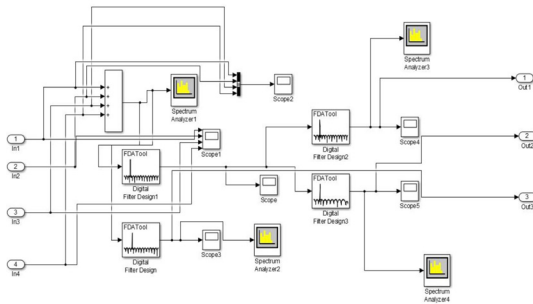 Spectrum
Analyzer3
1
Out1
Spectrum
Analyzer1
Scope2
+
+
+
+
FDATool
Digital
Filter Design2
Scope4
1
In1
Scope1
2
Out2
2
In2
FDATool
Digital
Filter Design1
Scope
FDATool
Digital
Filter Design3
Scope5
3
Out3
3
In3
FDATool
Digital
Filter Design
Scope3
Spectrum
Analyzer2
4
In4
Spectrum
Analyzer4